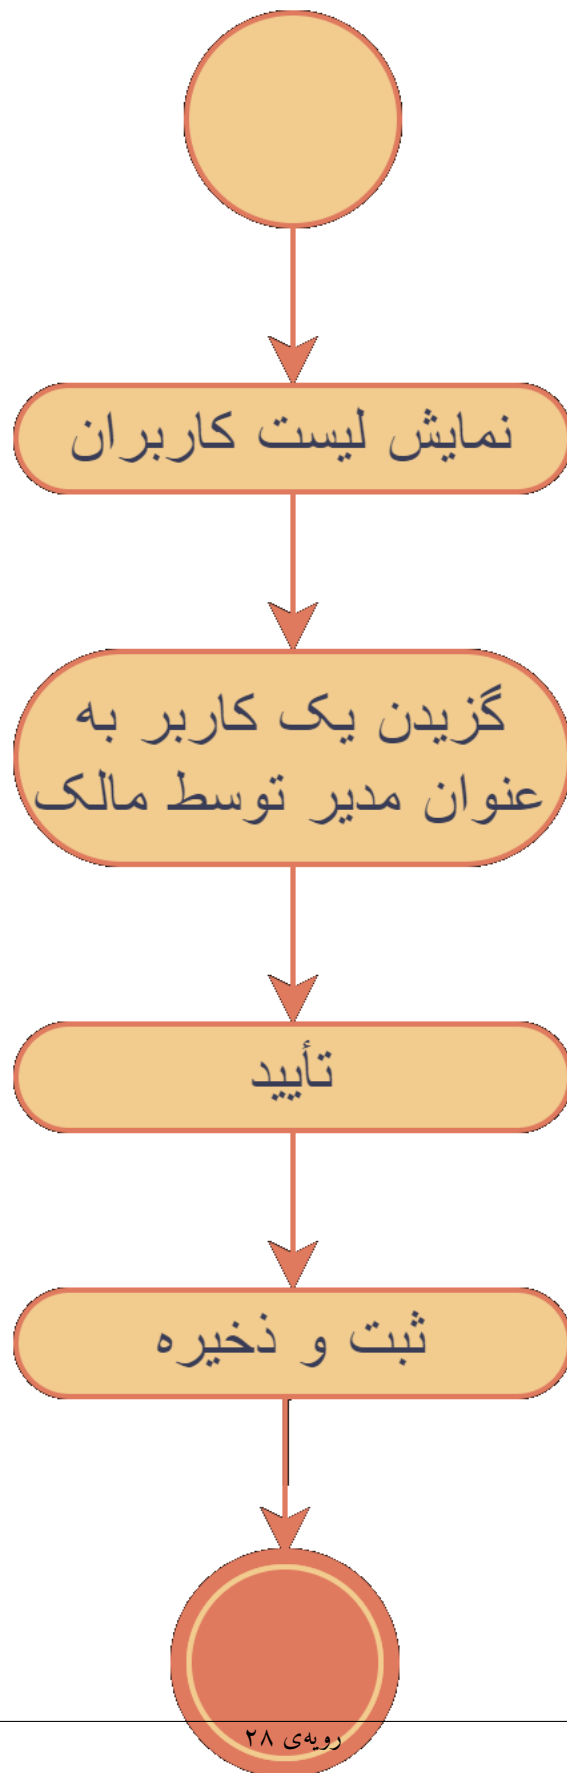 نمایش لیست کاربران
گزیدن یک کاربر به
عنوان مدیر توسط مالک
تأیید
ثبت و ذخیره
رویه‌ی ۲۸